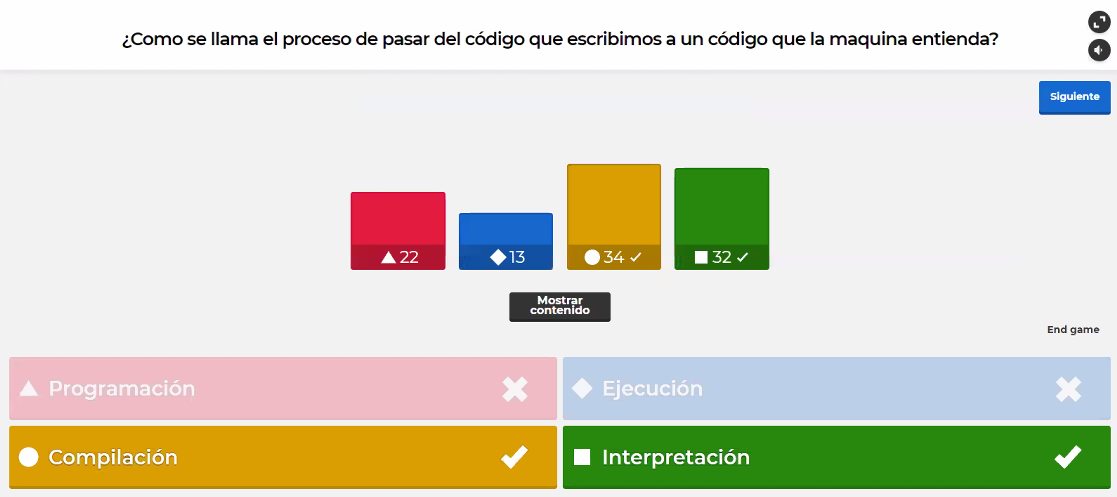 ¿Como se llama el proceso de pasar del código que escribimos a un código que la maquina entienda?
Siguiente
22
13
34
32
Mostrar
contenido
End game
Programación
Ejecución
Compilación
Interpretación